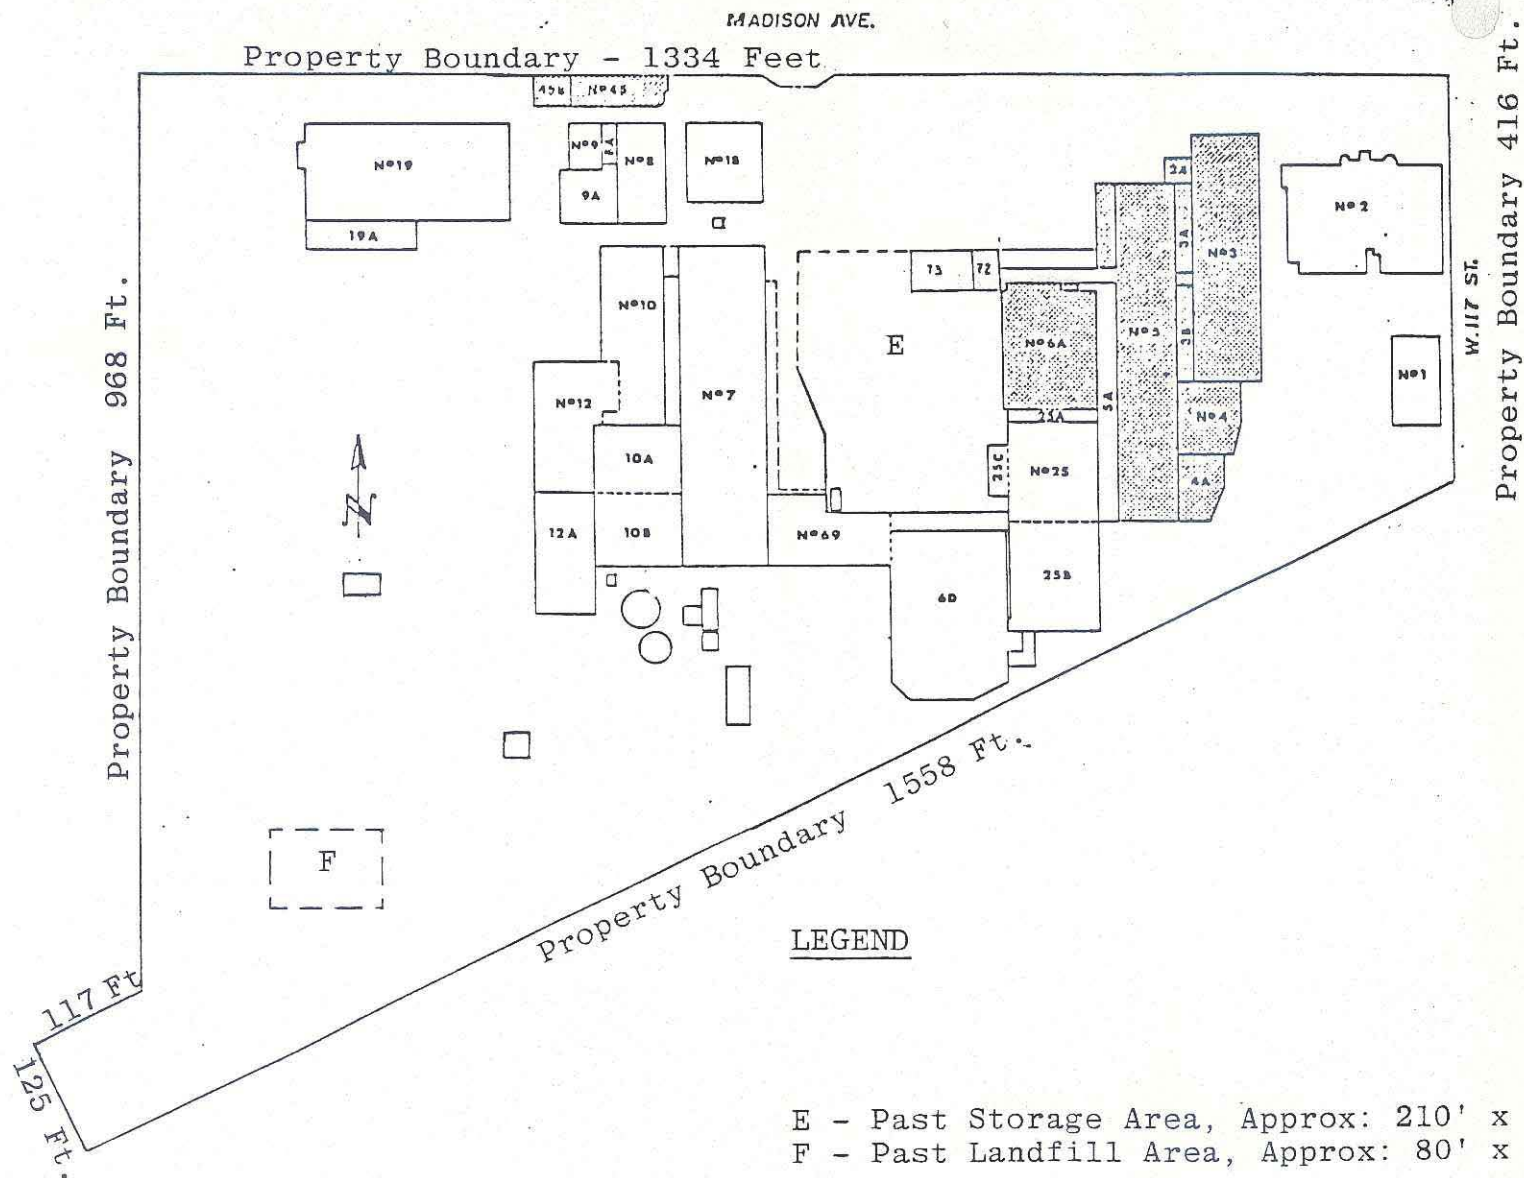 MADISON AVE.
Property Boundary - 1334 Feet
Property Boundary 416 Ft.
45B
Nº45
Nº19
Nº9
8A
Nº8
Nº18
9A
19A
2A
Nº2
3A
Nº3
73
72
W.117 ST.
Property Boundary 968 Ft.
Nº10
E
Nº6A
Nº5
3B
Nº7
Nº1
Nº12
5A
25A
Nº4
10A
25C
Nº25
4A
N
12A
10B
Nº69
25B
6D
Property Boundary 1558 Ft.
F
LEGEND
117 Ft
125 Ft.
E - Past Storage Area, Approx: 210' x
F - Past Landfill Area, Approx: 80' x